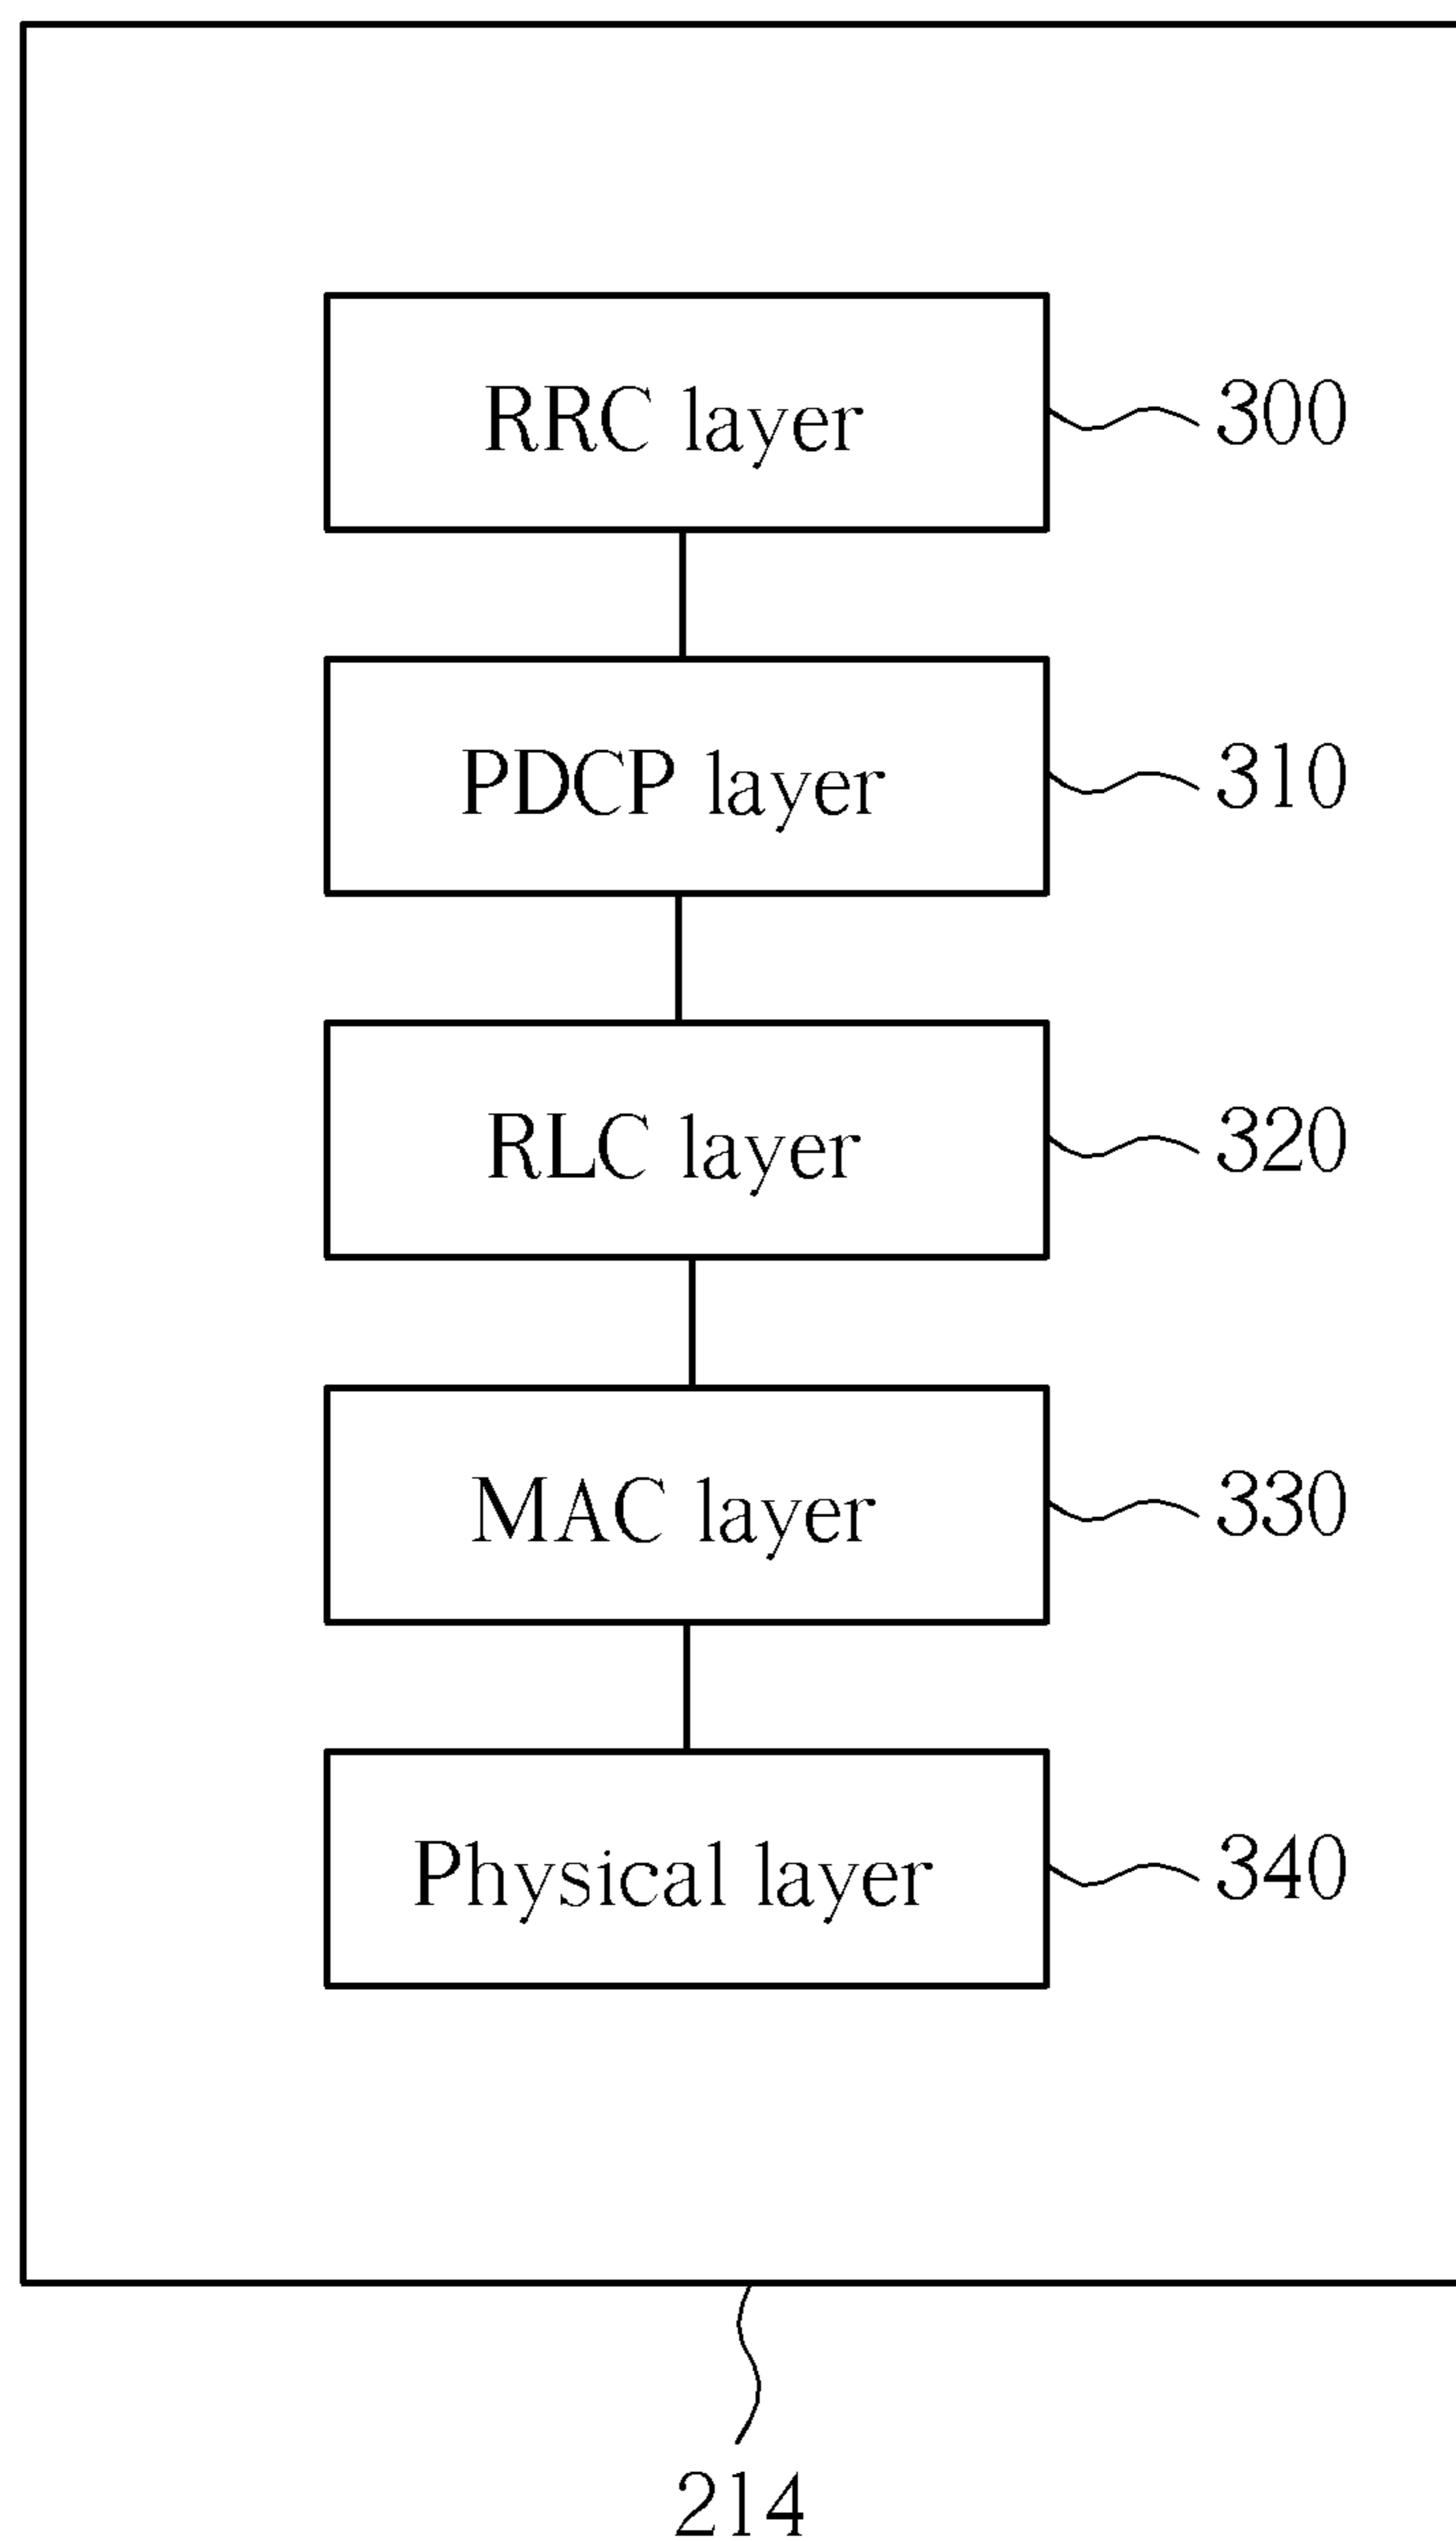 RRC layer 300
PDCP layer 310
RLC layer 320
MAC layer 330
Physical layer 340
214